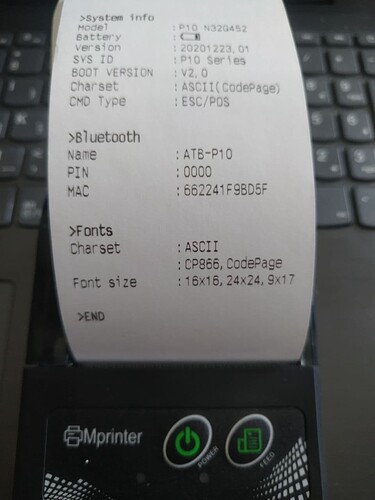 >System info
Model : P10 N32G452
Battery :
Version : 20201223,01
SYS ID : P10 Series
BOOT VERSION : V2.0
Charset : ASCII(CodePage)
CMD Type : ESC/POS
>Bluetooth
Name : ATB-P10
PIN : 0000
MAC : 662241F9BD5F
>Fonts
Charset : ASCII
: CP866, CodePage
Font size : 16x16, 24x24, 9x17
>END
Mprinter
POWER
FEED